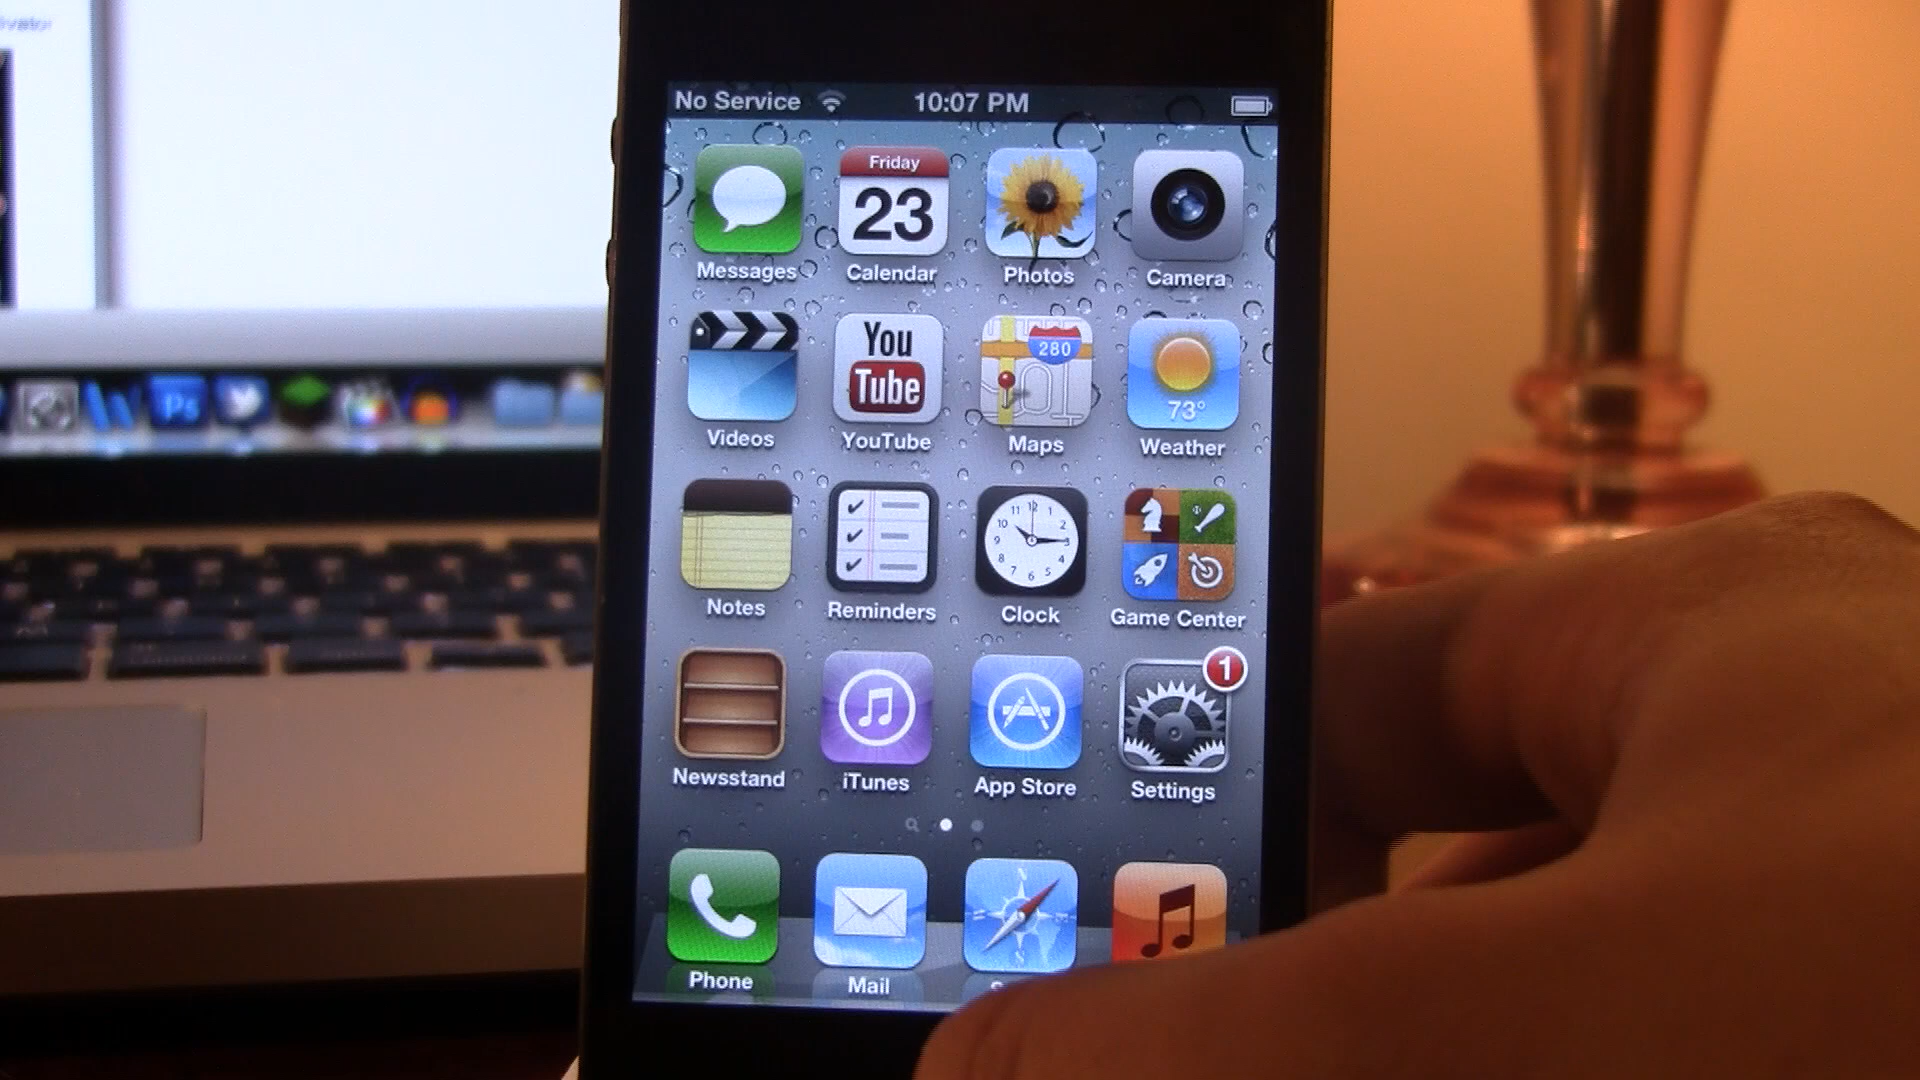 No Service 10:07 PM
Friday
23
Messages Calendar Photos Camera
You
Tube
280
73°
Videos YouTube Maps Weather
Notes Reminders Clock Game Center
1
Newsstand iTunes App Store Settings
Phone Mail
Ps